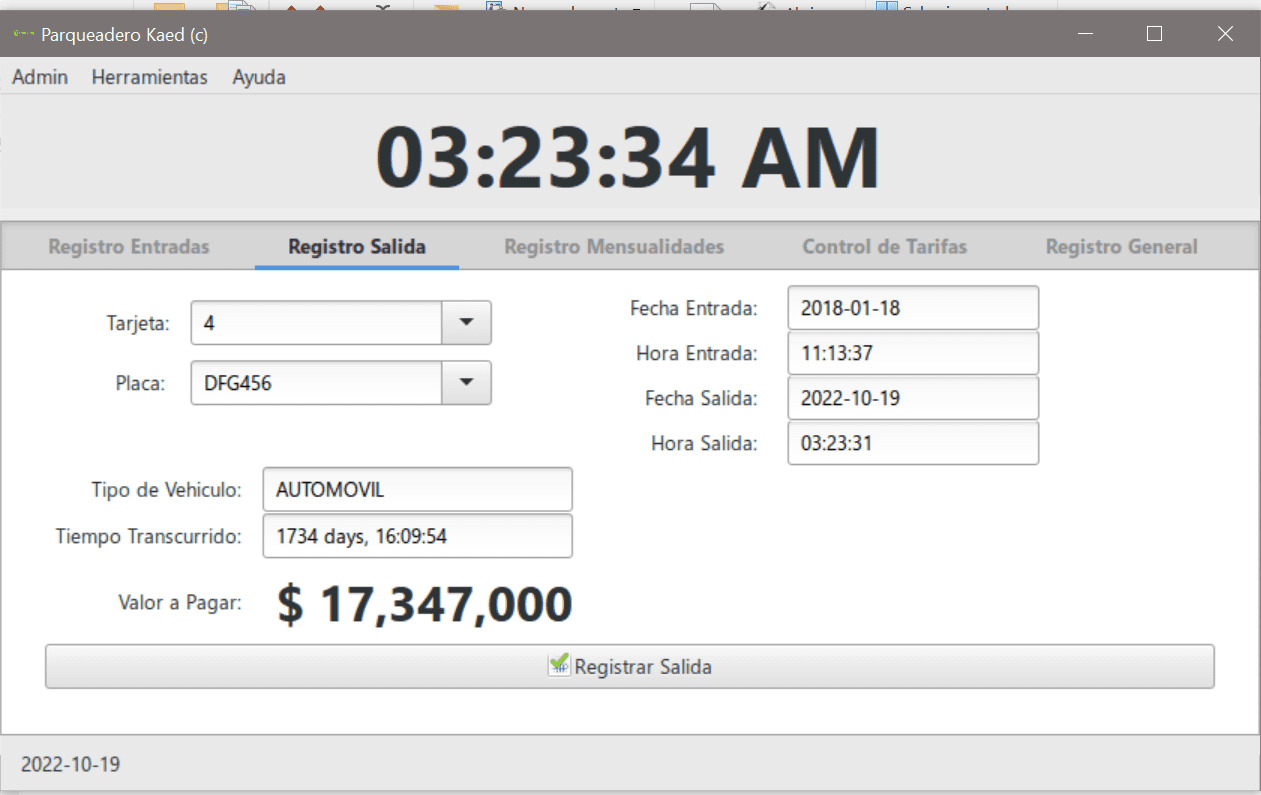 Parqueadero Kaed (c)
Admin Herramientas Ayuda
03:23:34 AM
Registro Entradas Registro Salida Registro Mensualidades Control de Tarifas Registro General
Tarjeta: 4
Placa: DFG456
Fecha Entrada: 2018-01-18
Hora Entrada: 11:13:37
Fecha Salida: 2022-10-19
Hora Salida: 03:23:31
Tipo de Vehiculo: AUTOMOVIL
Tiempo Transcurrido: 1734 days, 16:09:54
Valor a Pagar: $ 17,347,000
Registrar Salida
2022-10-19